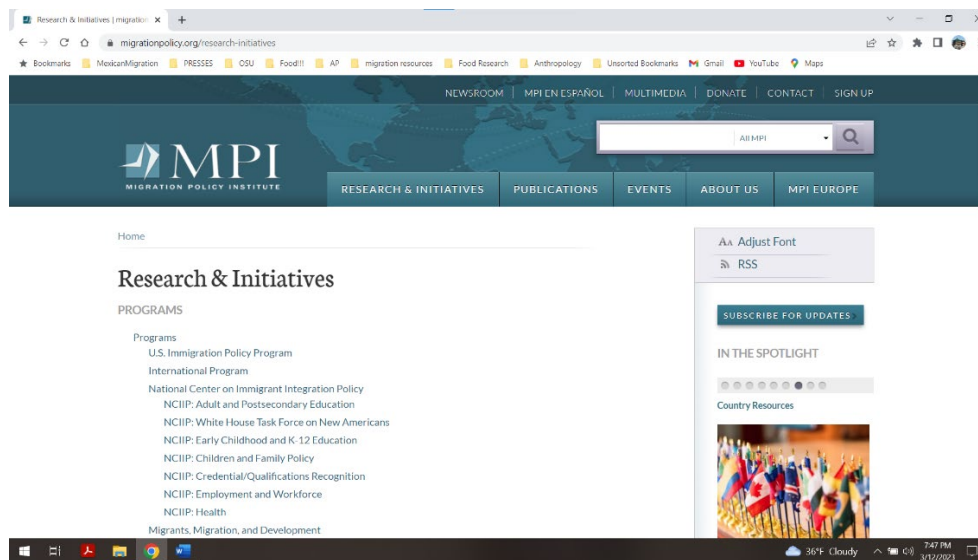 Research & Initiatives | migration
migrationpolicy.org/research-initiatives
Bookmarks MexicanMigration PRESSES OSU Food!!! AP migration resources Food Research Anthropology Unsorted Bookmarks Gmail YouTube Maps
NEWSROOM | MPI EN ESPAÑOL | MULTIMEDIA | DONATE | CONTACT | SIGN UP
All MPI
MPI
MIGRATION POLICY INSTITUTE
RESEARCH & INITIATIVES PUBLICATIONS EVENTS ABOUT US MPI EUROPE
Home
Adjust Font
RSS
Research & Initiatives
PROGRAMS
SUBSCRIBE FOR UPDATES
Programs
U.S. Immigration Policy Program
International Program
National Center on Immigrant Integration Policy
NCIIP: Adult and Postsecondary Education
NCIIP: White House Task Force on New Americans
NCIIP: Early Childhood and K-12 Education
NCIIP: Children and Family Policy
NCIIP: Credential/Qualifications Recognition
NCIIP: Employment and Workforce
NCIIP: Health
Migrants, Migration, and Development
IN THE SPOTLIGHT
Country Resources
36°F Cloudy
7:47 PM
3/12/2023